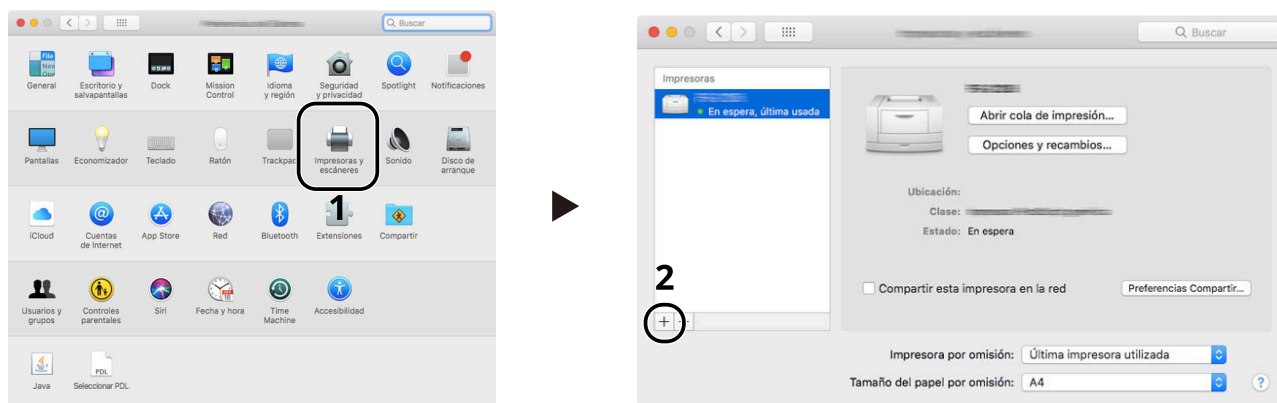 Buscar
General
Escritorio y
salvapantallas
Dock
Mission
Control
Idioma
y región
Seguridad
y privacidad
Spotlight
Notificaciones
Pantallas
Economizador
Teclado
Ratón
Trackpad
Impresoras y
escáneres
Sonido
Disco de
arranque
1
iCloud
Cuentas
de Internet
App Store
Red
Bluetooth
Extensiones
Compartir
Usuarios y
grupos
Controles
parentales
Siri
Fecha y hora
Time
Machine
Accesibilidad
Java
PDL
Seleccionar PDL
Buscar
Impresoras
En espera, última usada
Abrir cola de impresión...
Opciones y recambios...
Ubicación:
Clase:
Estado: En espera
2
Compartir esta impresora en la red
Preferencias Compartir...
+
Impresora por omisión: Última impresora utilizada
Tamaño del papel por omisión: A4
?